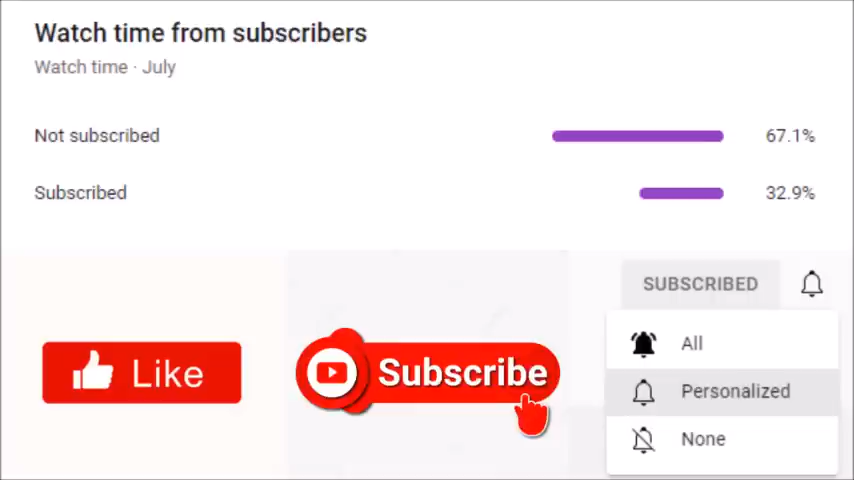 Watch time from subscribers
Watch time · July
Not subscribed 67.1%
Subscribed 32.9%
Like
Subscribe
SUBSCRIBED
All
Personalized
None